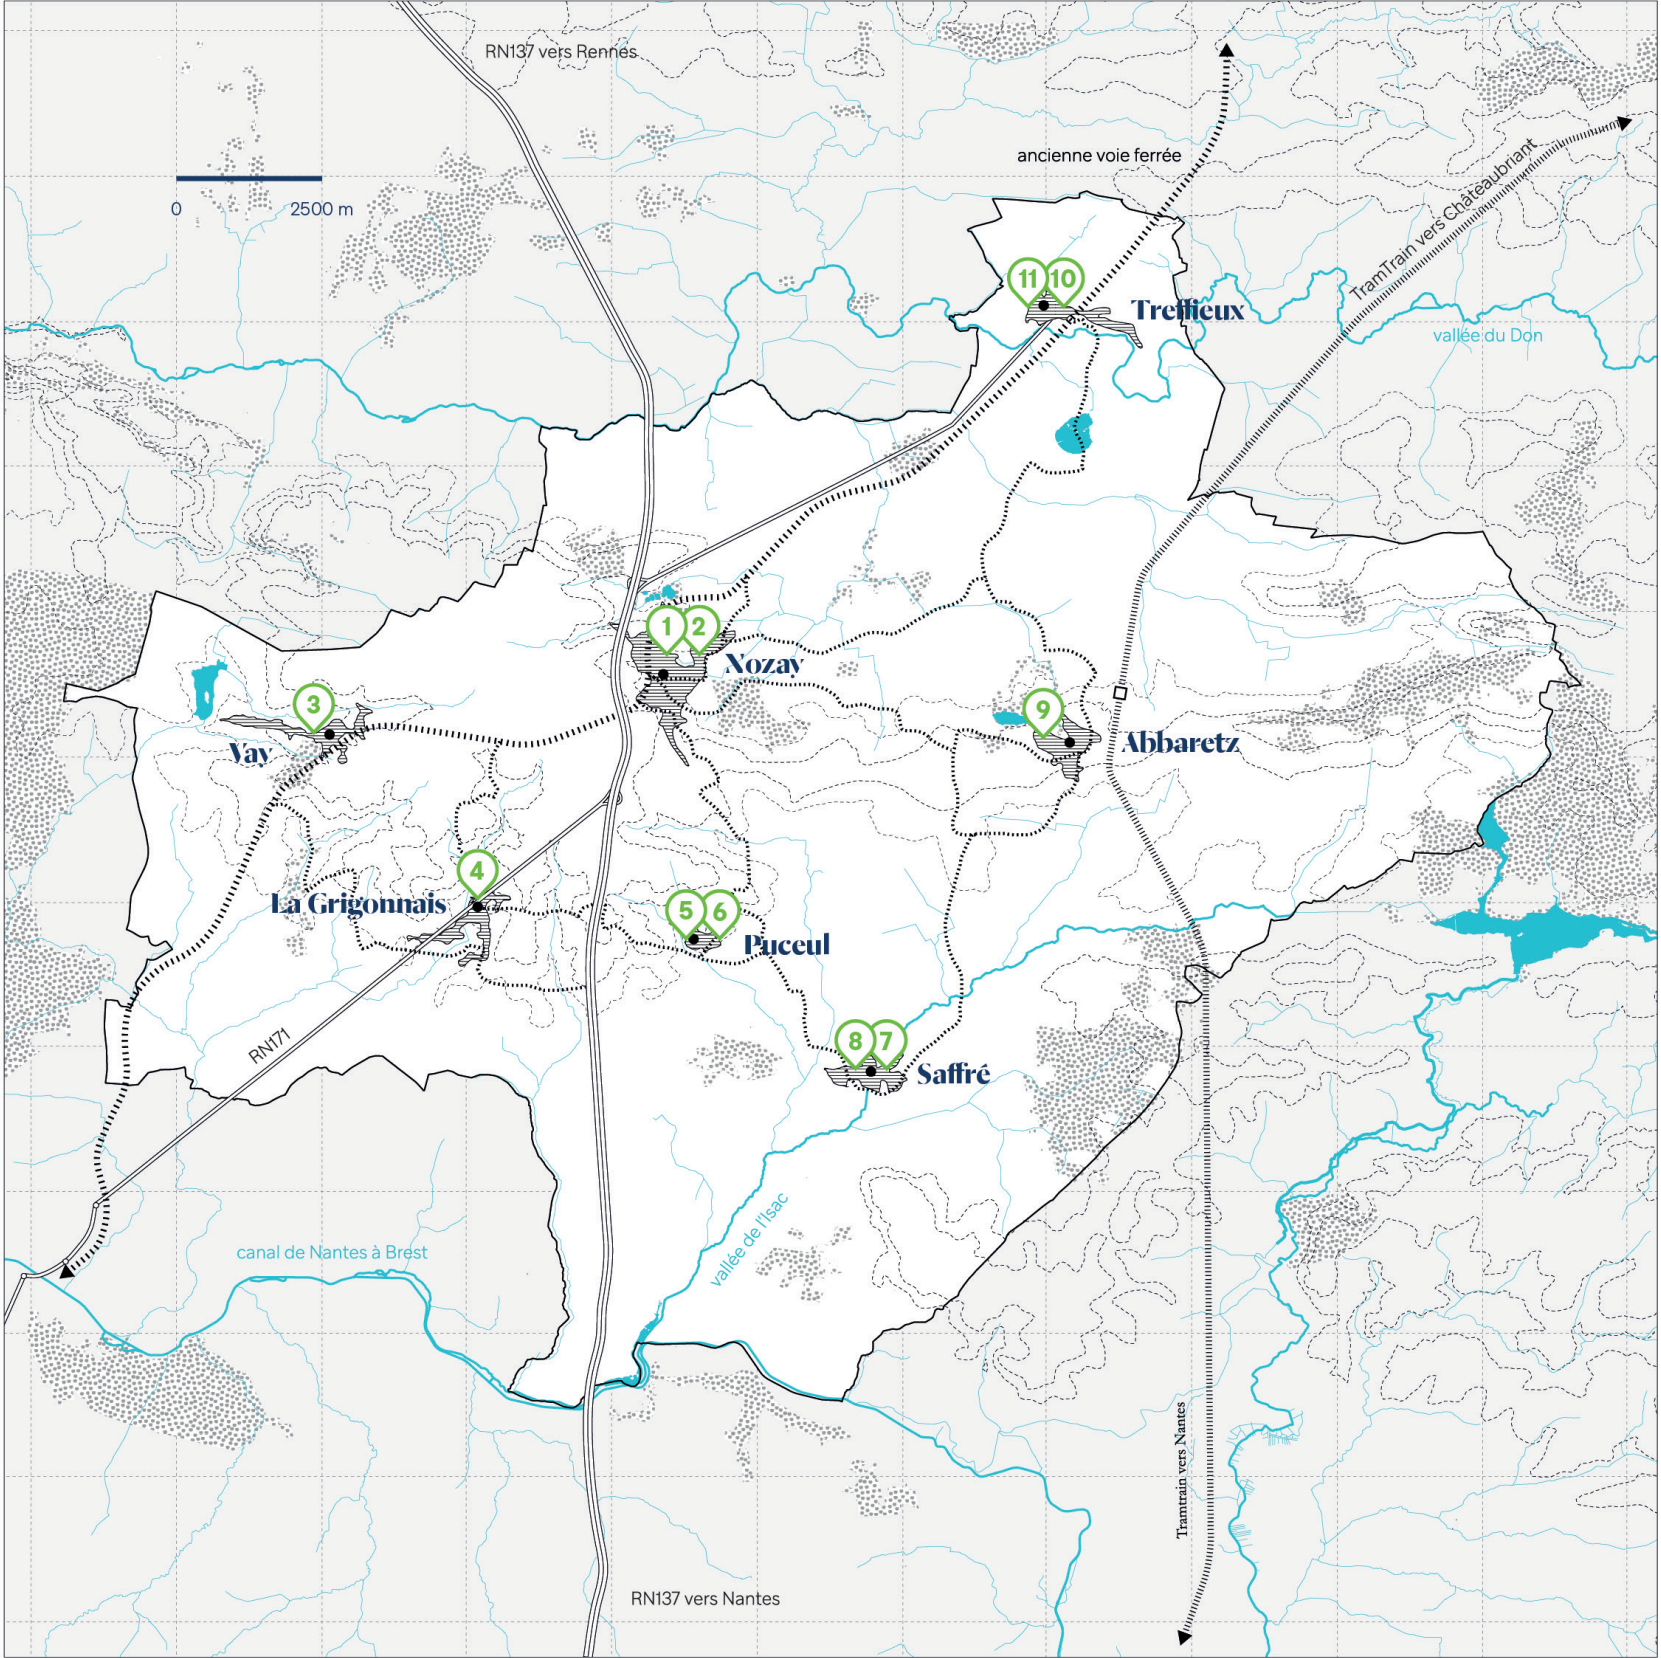 RN137 vers Rennes
ancienne voie ferrée
TramTrain vers Châteaubriant
0
2500 m
11
10
Treffieux
vallée du Don
1
2
Nozay
3
Vay
9
Abbaretz
4
La Grigonnais
5
6
Puceul
RN171
8
7
Saffré
canal de Nantes à Brest
vallée de l'Isac
Tramtrain vers Nantes
RN137 vers Nantes